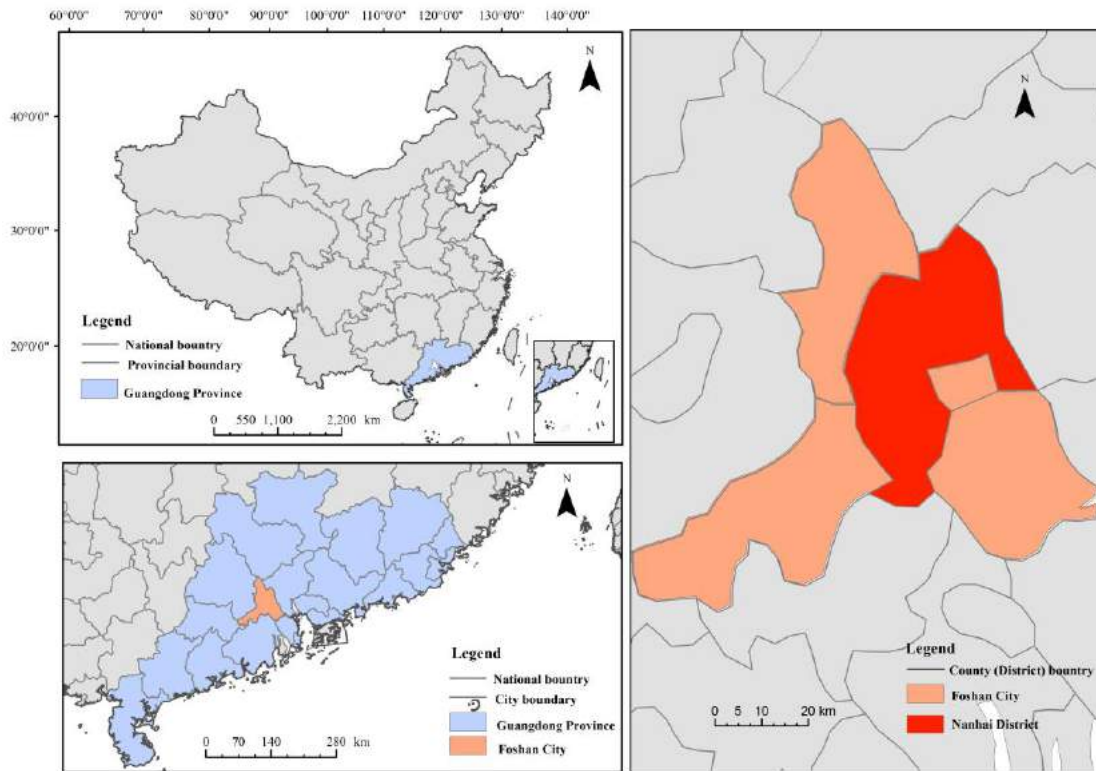 60°0'0" 70°0'0" 80°0'0" 90°0'0" 100°0'0" 110°0'0" 120°0'0" 130°0'0" 140°0'0"
N
40°0'0"
30°0'0"
20°0'0"
Legend
National bountry
Provincial boundary
Guangdong Province
0 550 1,100 2,200 km
N
Legend
National bountry
City boundary
Guangdong Province
Foshan City
0 70 140 280 km
N
Legend
County (District) bountry
Foshan City
Nanhai District
0 5 10 20 km